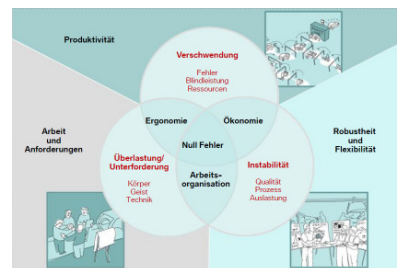 Produktivität
Verschwendung
Fehler
Blindleistung
Ressourcen
Ergonomie
Ökonomie
Arbeit
und
Anforderungen
Robustheit
und
Flexibilität
Null Fehler
Überlastung/
Unterforderung
Körper
Geist
Technik
Arbeits-
organisation
Instabilität
Qualität
Prozess
Auslastung